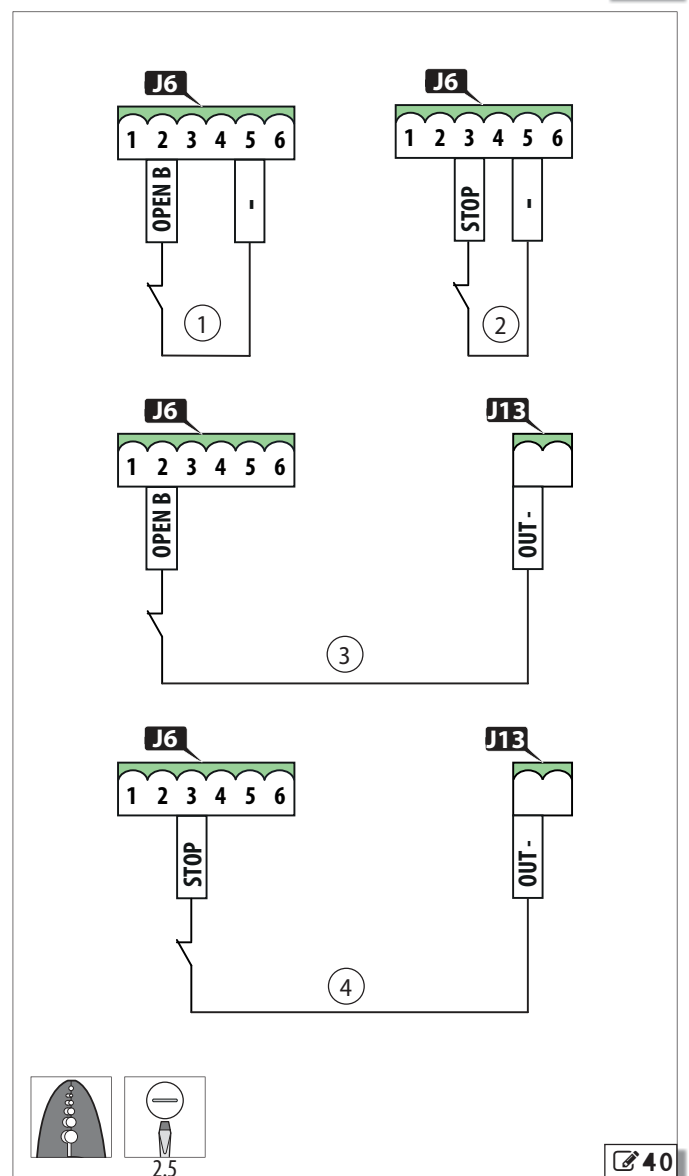 J6 J6
1 2 3 4 5 6 1 2 3 4 5 6
OPEN B - STOP -
1 2
J6 J13
1 2 3 4 5 6
OPEN B OUT -
3
J6 J13
1 2 3 4 5 6
STOP OUT -
4
2.5
40